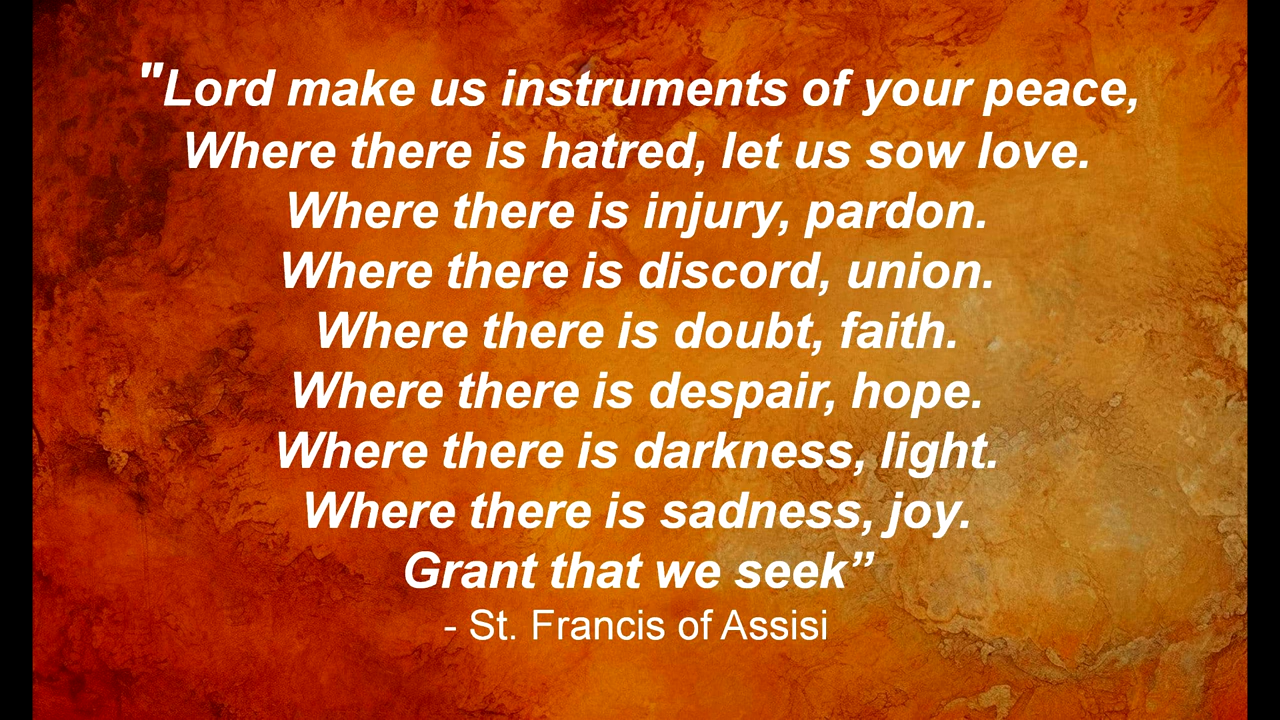 "Lord make us instruments of your peace,
Where there is hatred, let us sow love.
Where there is injury, pardon.
Where there is discord, union.
Where there is doubt, faith.
Where there is despair, hope.
Where there is darkness, light.
Where there is sadness, joy.
Grant that we seek”
- St. Francis of Assisi